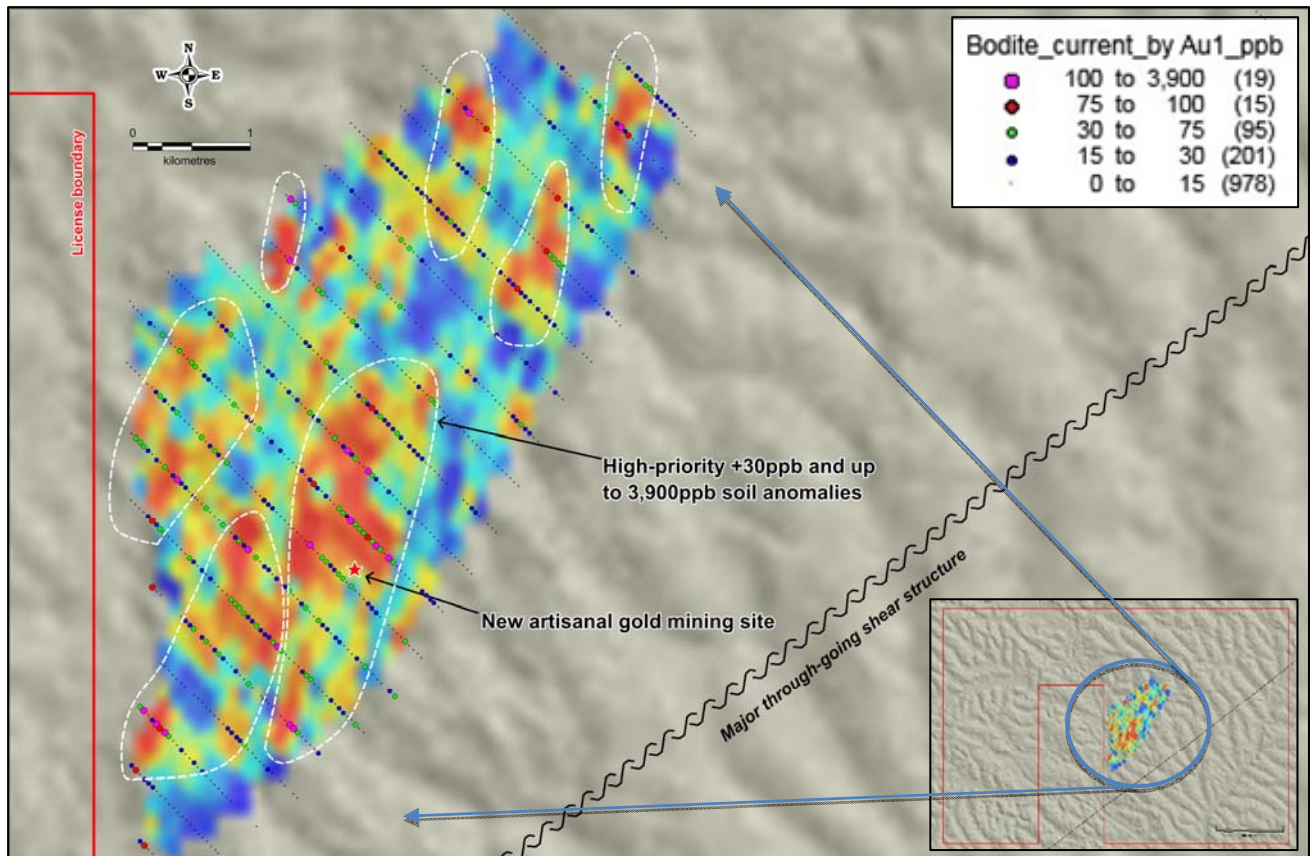 N
W E
S
0 1
kilometres
License boundary
Bodite_current_by Au1_ppb
100 to 3,900 (19)
75 to 100 (15)
30 to 75 (95)
15 to 30 (201)
0 to 15 (978)
High-priority +30ppb and up
to 3,900ppb soil anomalies
New artisanal gold mining site
Major through-going shear structure